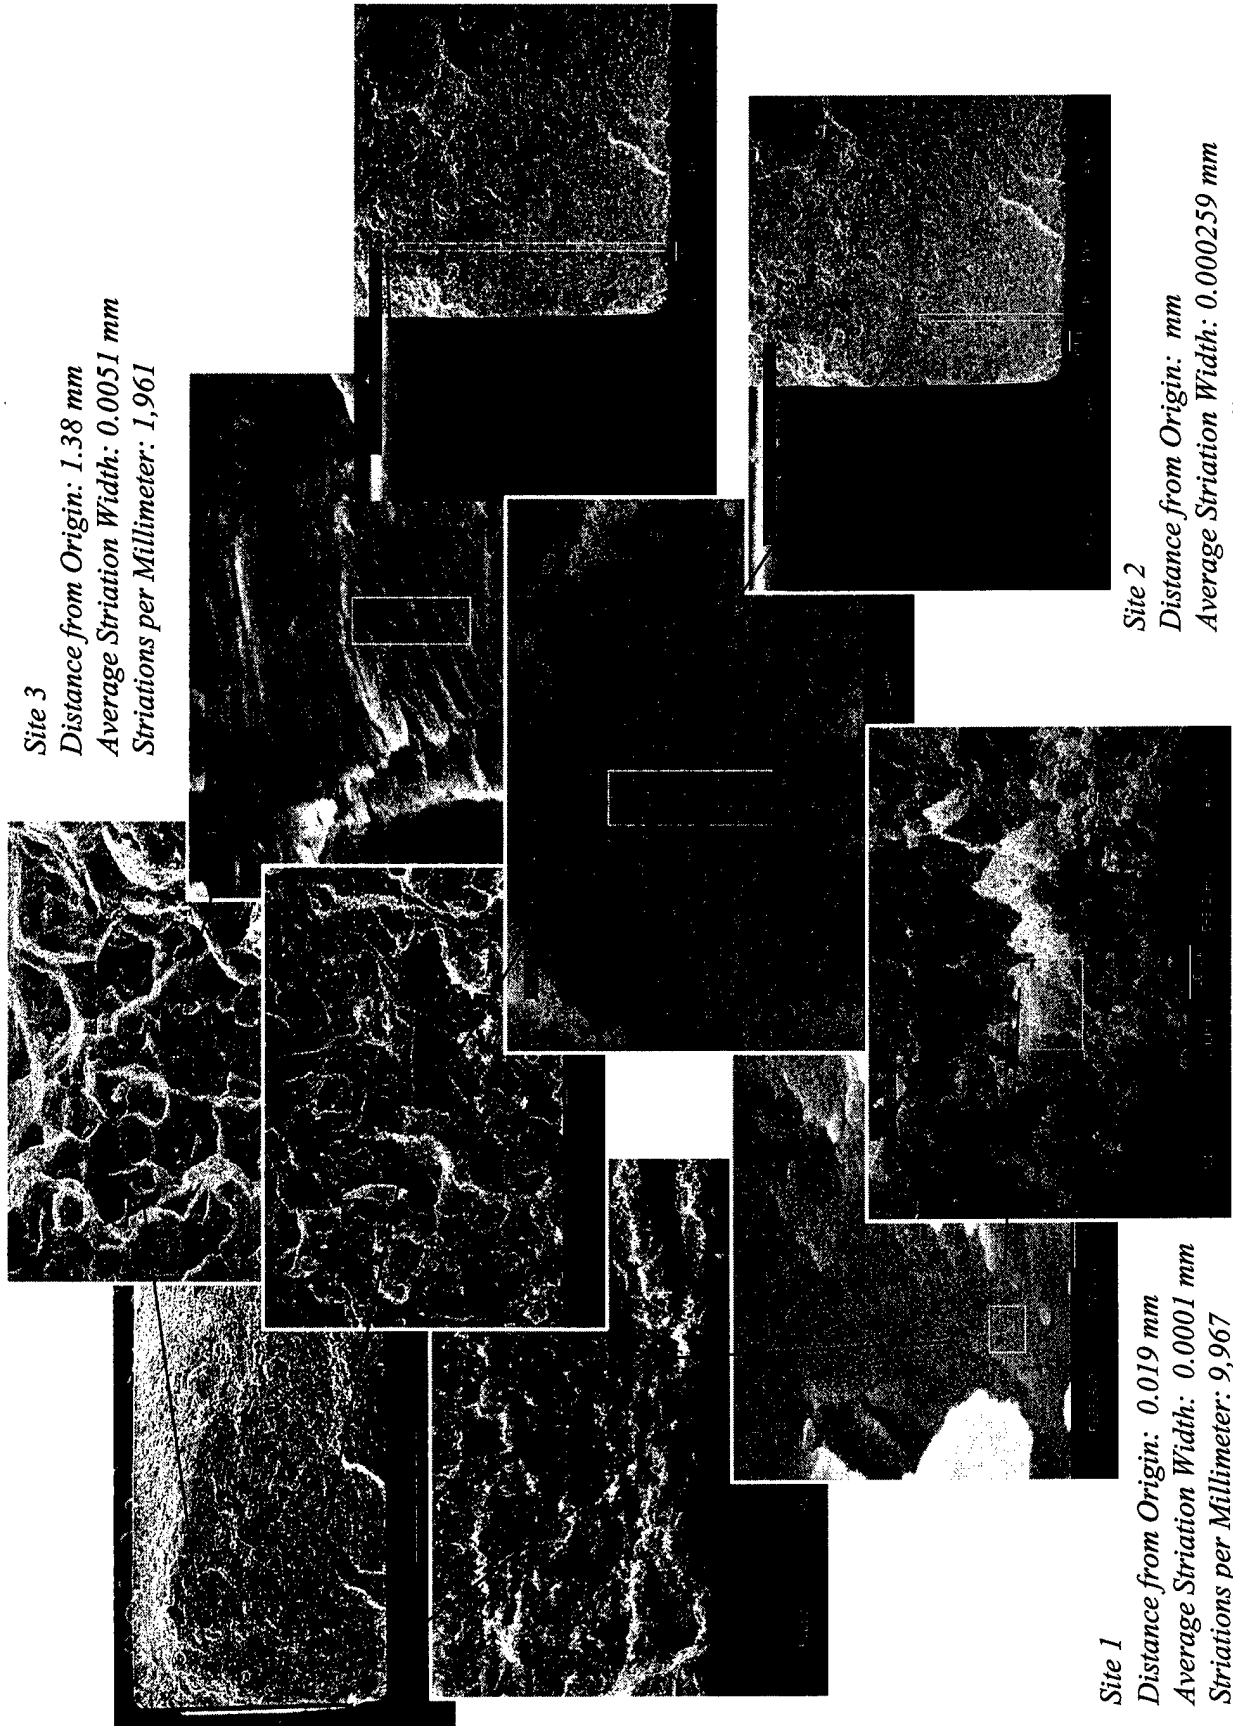 Site 3
Distance from Origin: 1.38 mm
Average Striation Width: 0.0051 mm
Striations per Millimeter: 1,961
Site 2
Distance from Origin: mm
Average Striation Width: 0.000259 mm
Site 1
Distance from Origin: 0.019 mm
Average Striation Width: 0.0001 mm
Striations per Millimeter: 9,967